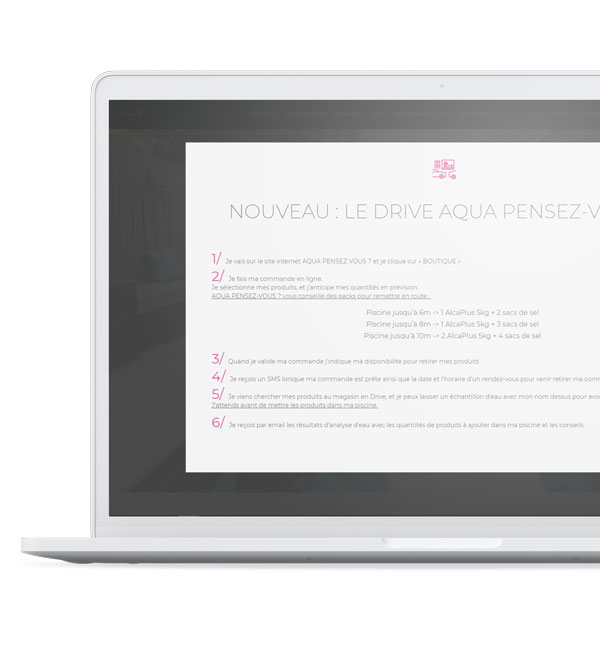 NOUVEAU : LE DRIVE AQUA PENSEZ-V
1/ Je vais sur le site internet AQUA PENSEZ VOUS ? et je clique sur « BOUTIQUE »
2/ Je fais ma commande en ligne.
Je sélectionne mes produits, et j'anticipe mes quantités en prévision.
AQUA PENSEZ-VOUS ? vous conseille des packs pour remettre en route :
Piscine jusqu'à 6m -> 1 AlcaPlus 5kg + 2 sacs de sel
Piscine jusqu'à 8m -> 1 AlcaPlus 5kg + 3 sacs de sel
Piscine jusqu'à 10m -> 2 AlcaPlus 5kg + 4 sacs de sel
3/ Quand je valide ma commande j'indique ma disponibilité pour retirer mes produits
4/ Je reçois un SMS lorsque ma commande est prête ainsi que la date et l'horaire d'un rendez-vous pour venir retirer ma com
5/ Je viens chercher mes produits au magasin en Drive, et je peux laisser un échantillon d'eau avec mon nom dessus pour avoi
J'attends avant de mettre les produits dans ma piscine.
6/ Je reçois par email les résultats d'analyse d'eau avec les quantités de produits à ajouter dans ma piscine et les conseils.